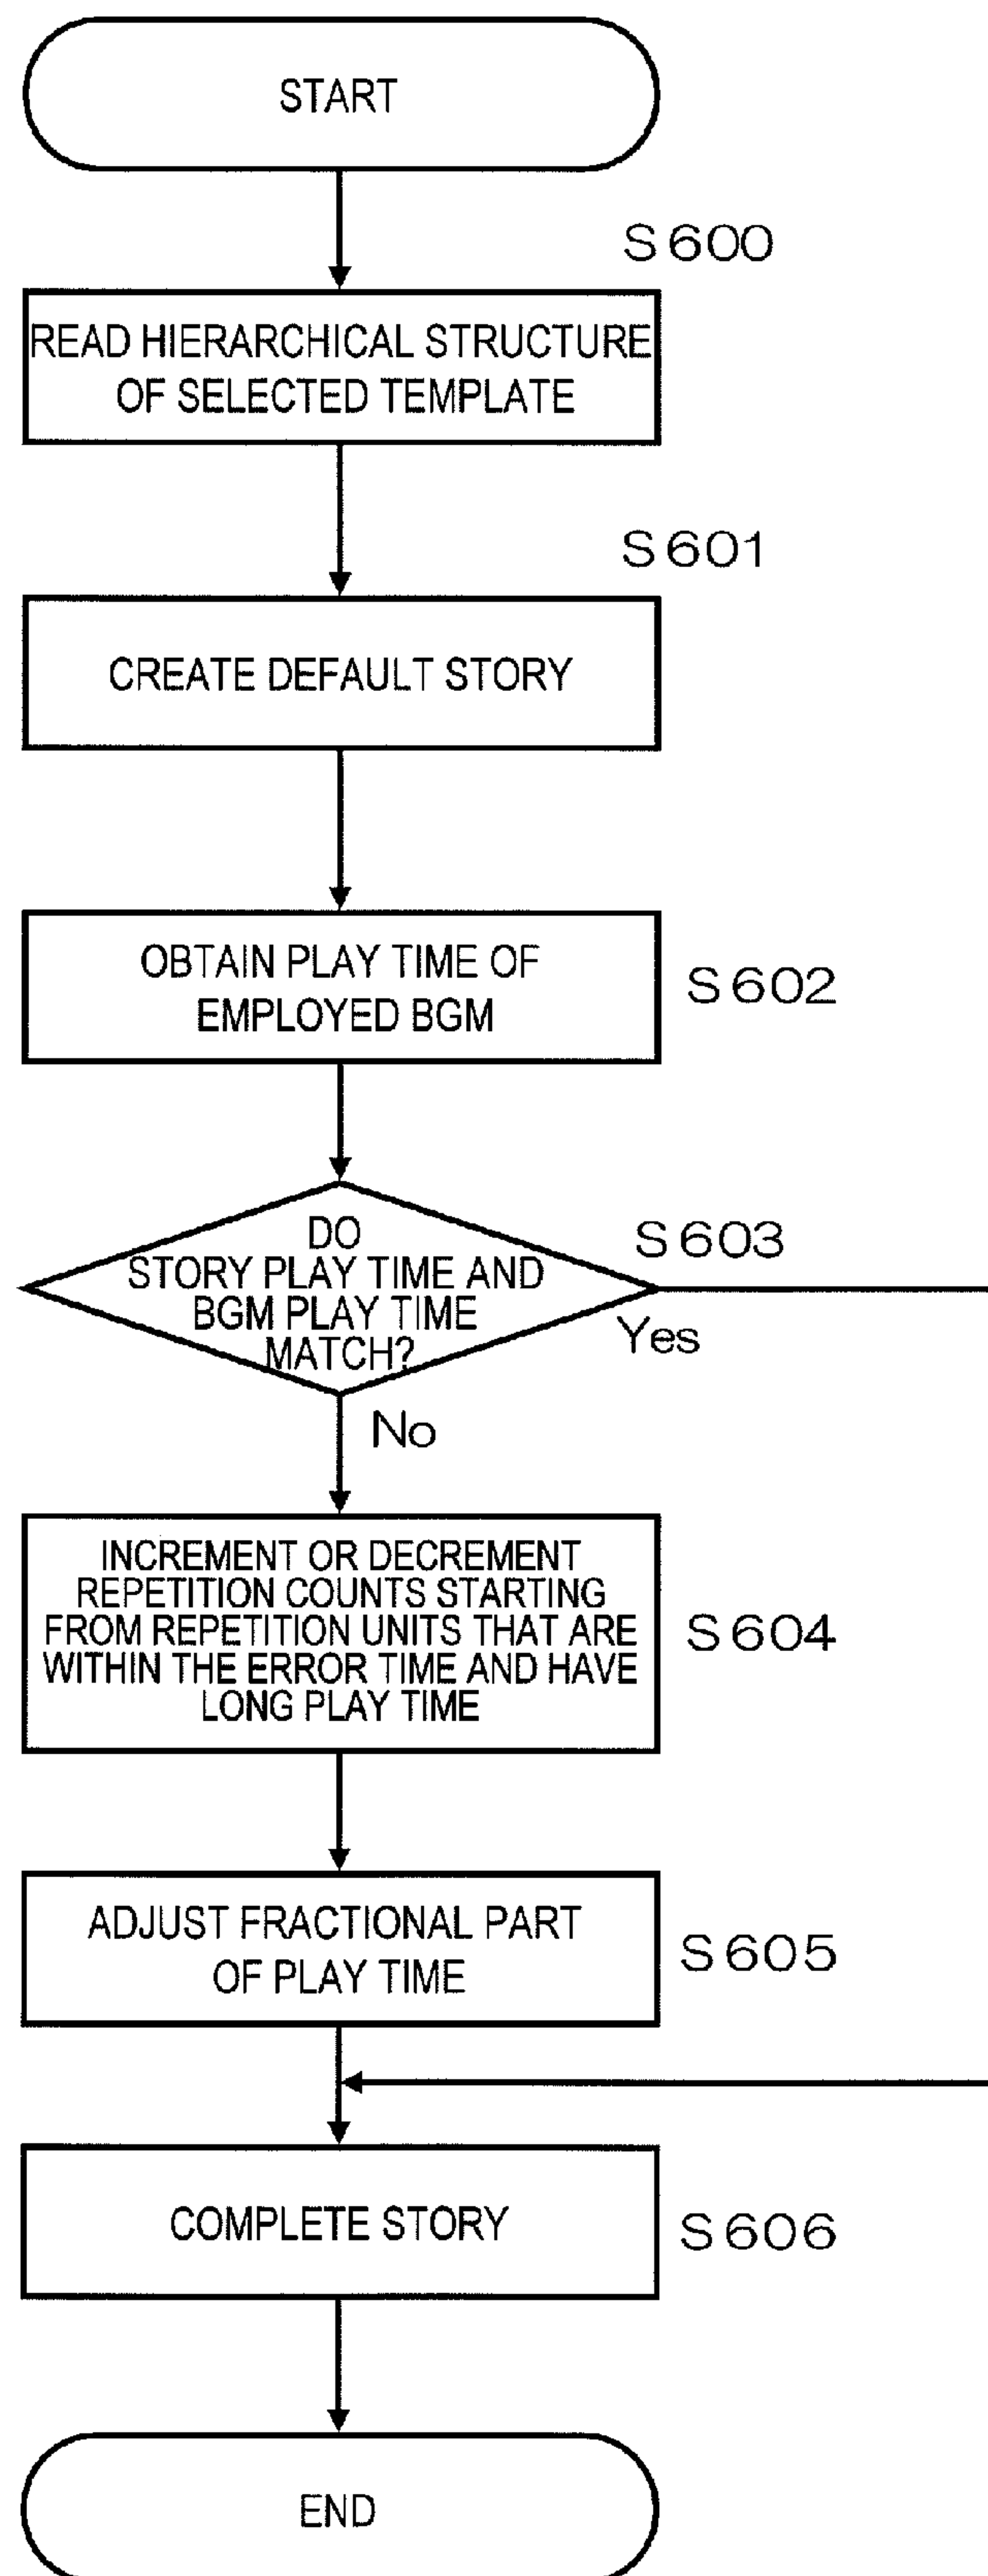 START
S600
READ HIERARCHICAL STRUCTURE
OF SELECTED TEMPLATE
S601
CREATE DEFAULT STORY
OBTAIN PLAY TIME OF
EMPLOYED BGM
S602
DO
STORY PLAY TIME AND
BGM PLAY TIME
MATCH?
S603
Yes
No
INCREMENT OR DECREMENT
REPETITION COUNTS STARTING
FROM REPETITION UNITS THAT ARE
WITHIN THE ERROR TIME AND HAVE
LONG PLAY TIME
S604
ADJUST FRACTIONAL PART
OF PLAY TIME
S605
COMPLETE STORY
S606
END